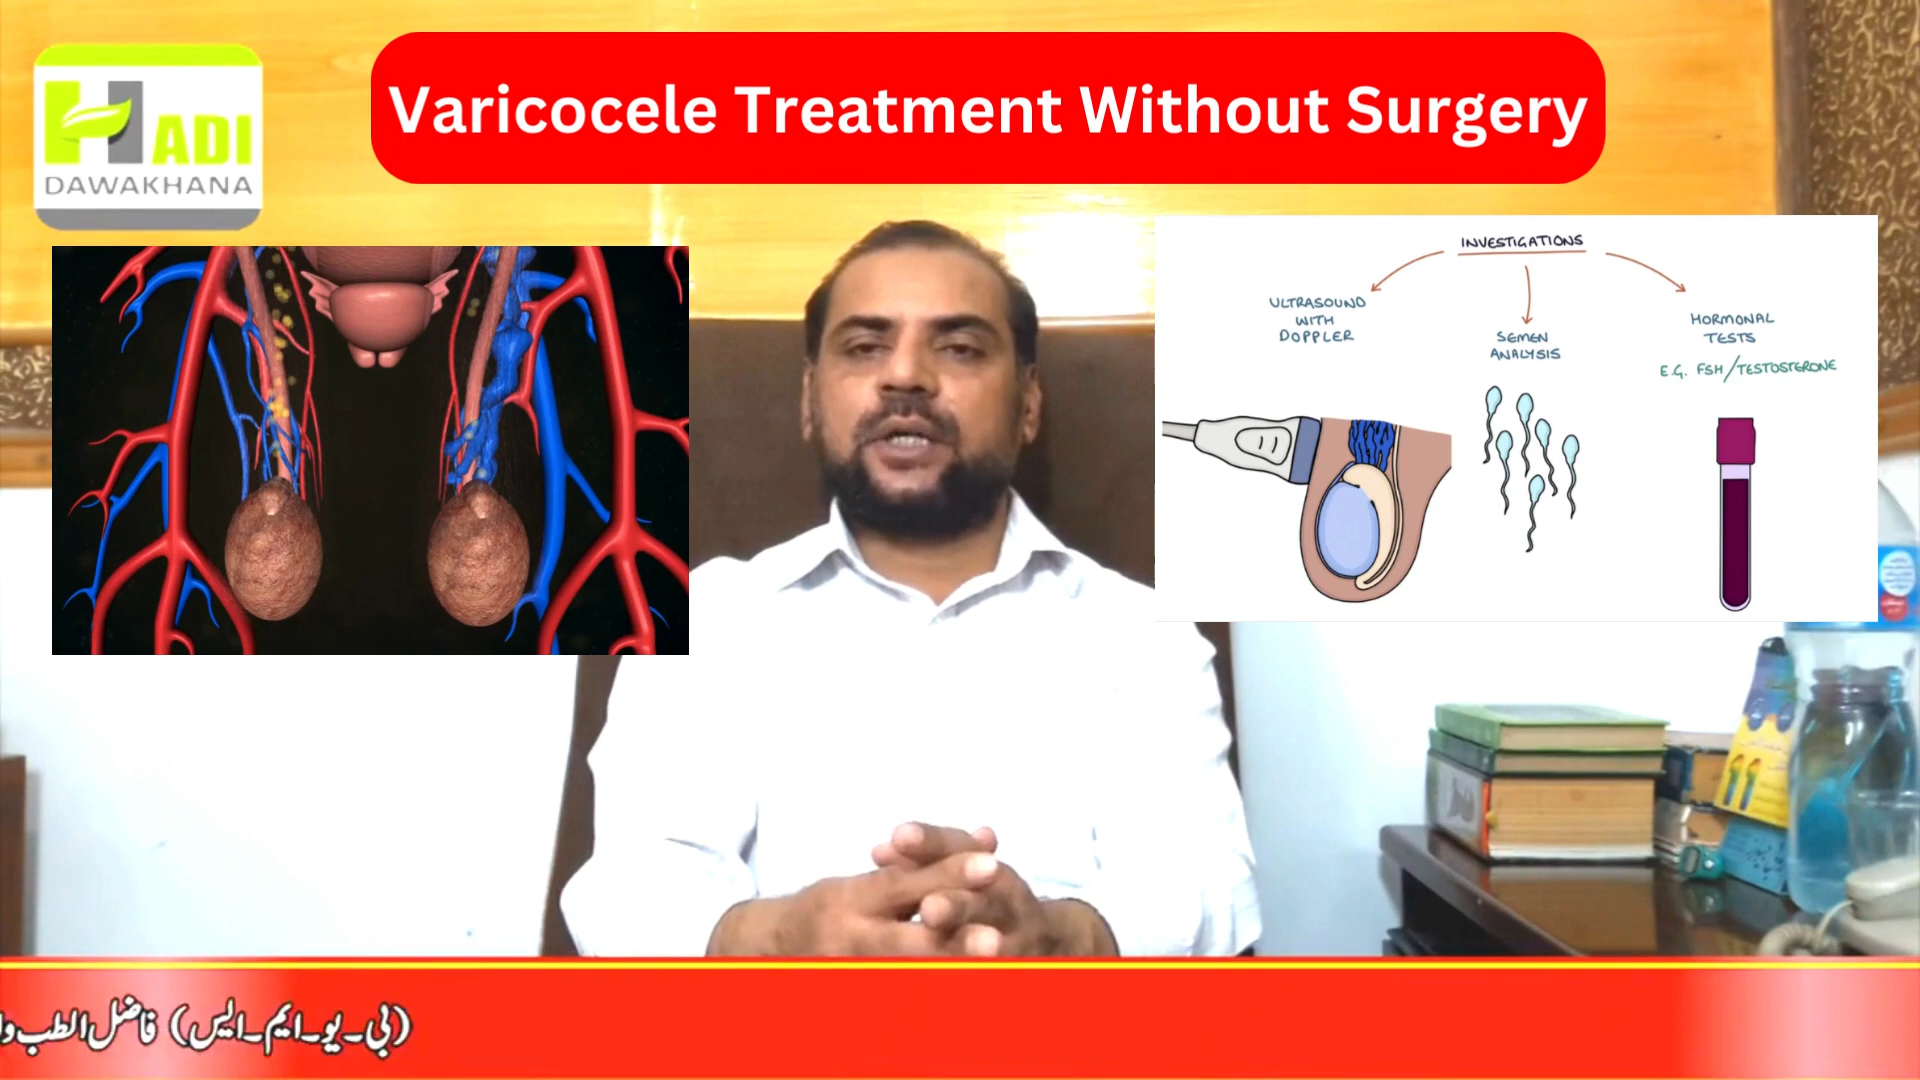 HADI
DAWAKHANA
Varicocele Treatment Without Surgery
INVESTIGATIONS
ULTRASOUND
WITH
DOPPLER
SEMEN
ANALYSIS
HORMONAL
TESTS
E.G. FSH/TESTOSTERONE
(بی۔یو۔ایم۔ایس) فاضل الطب